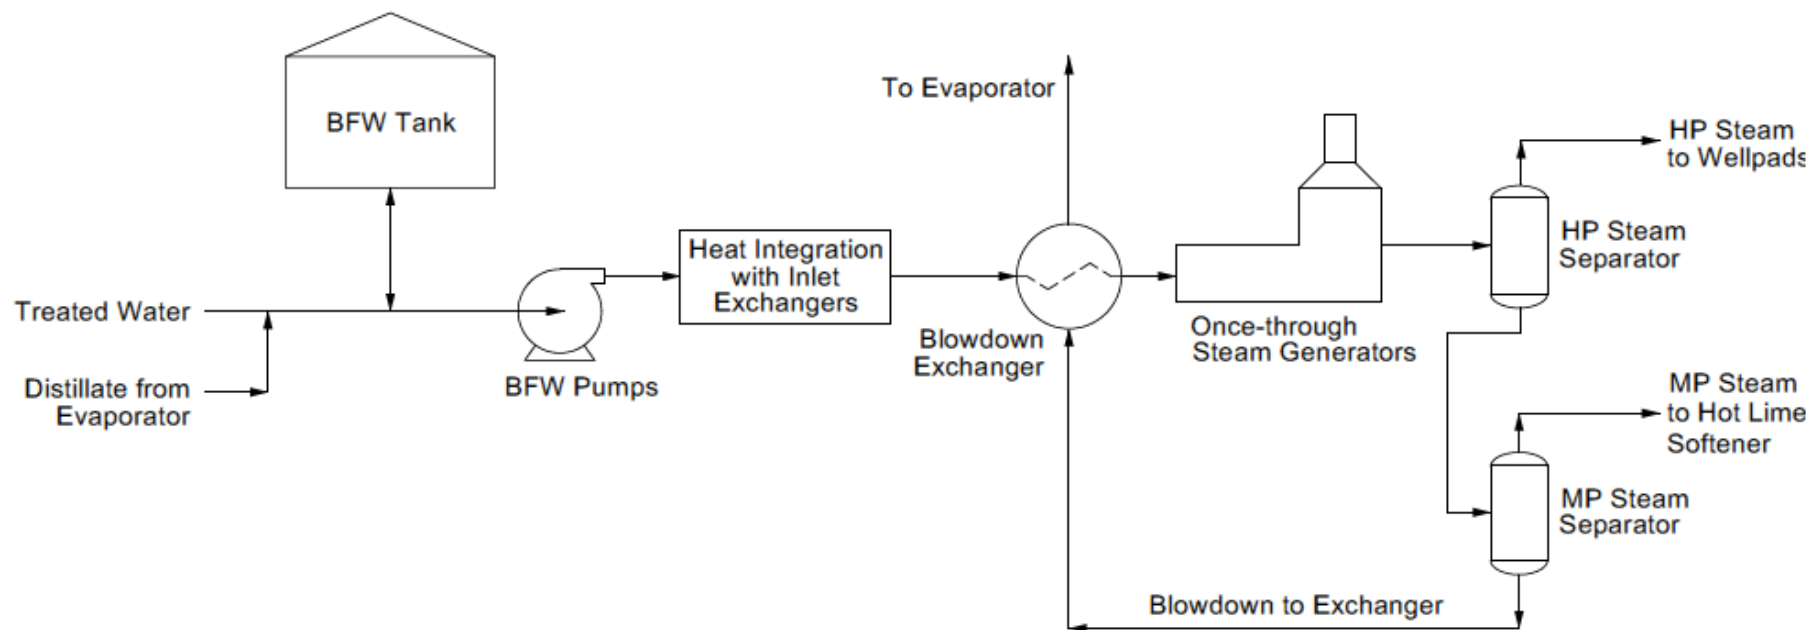 BFW Tank
To Evaporator
HP Steam
to Wellpads
Heat Integration
with Inlet
Exchangers
HP Steam
Separator
Treated Water
Blowdown
Exchanger
Once-through
Steam Generators
BFW Pumps
Distillate from
Evaporator
MP Steam
to Hot Lime
Softener
MP Steam
Separator
Blowdown to Exchanger